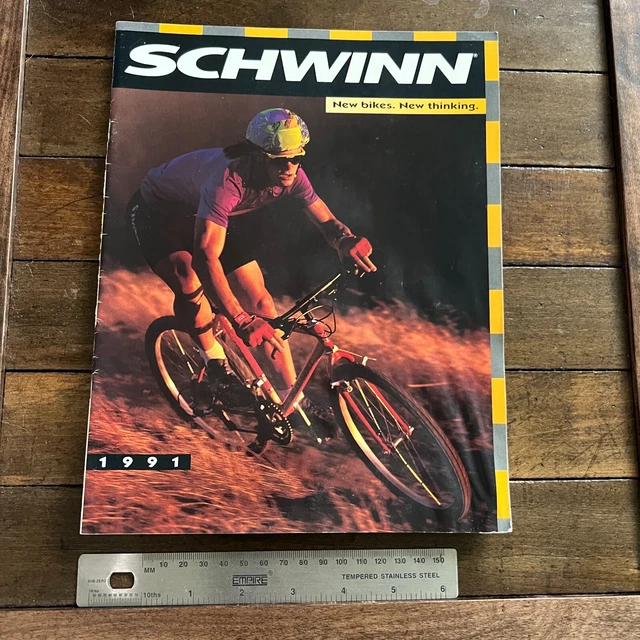 SCHWINN®
New bikes. New thinking.
1991
MM 10 20 30 40 50 60 70 80 90 100 110 120 130 140 150
EMPIRE®
TEMPERED STAINLESS STEEL
10ths 1 2 3 4 5 6